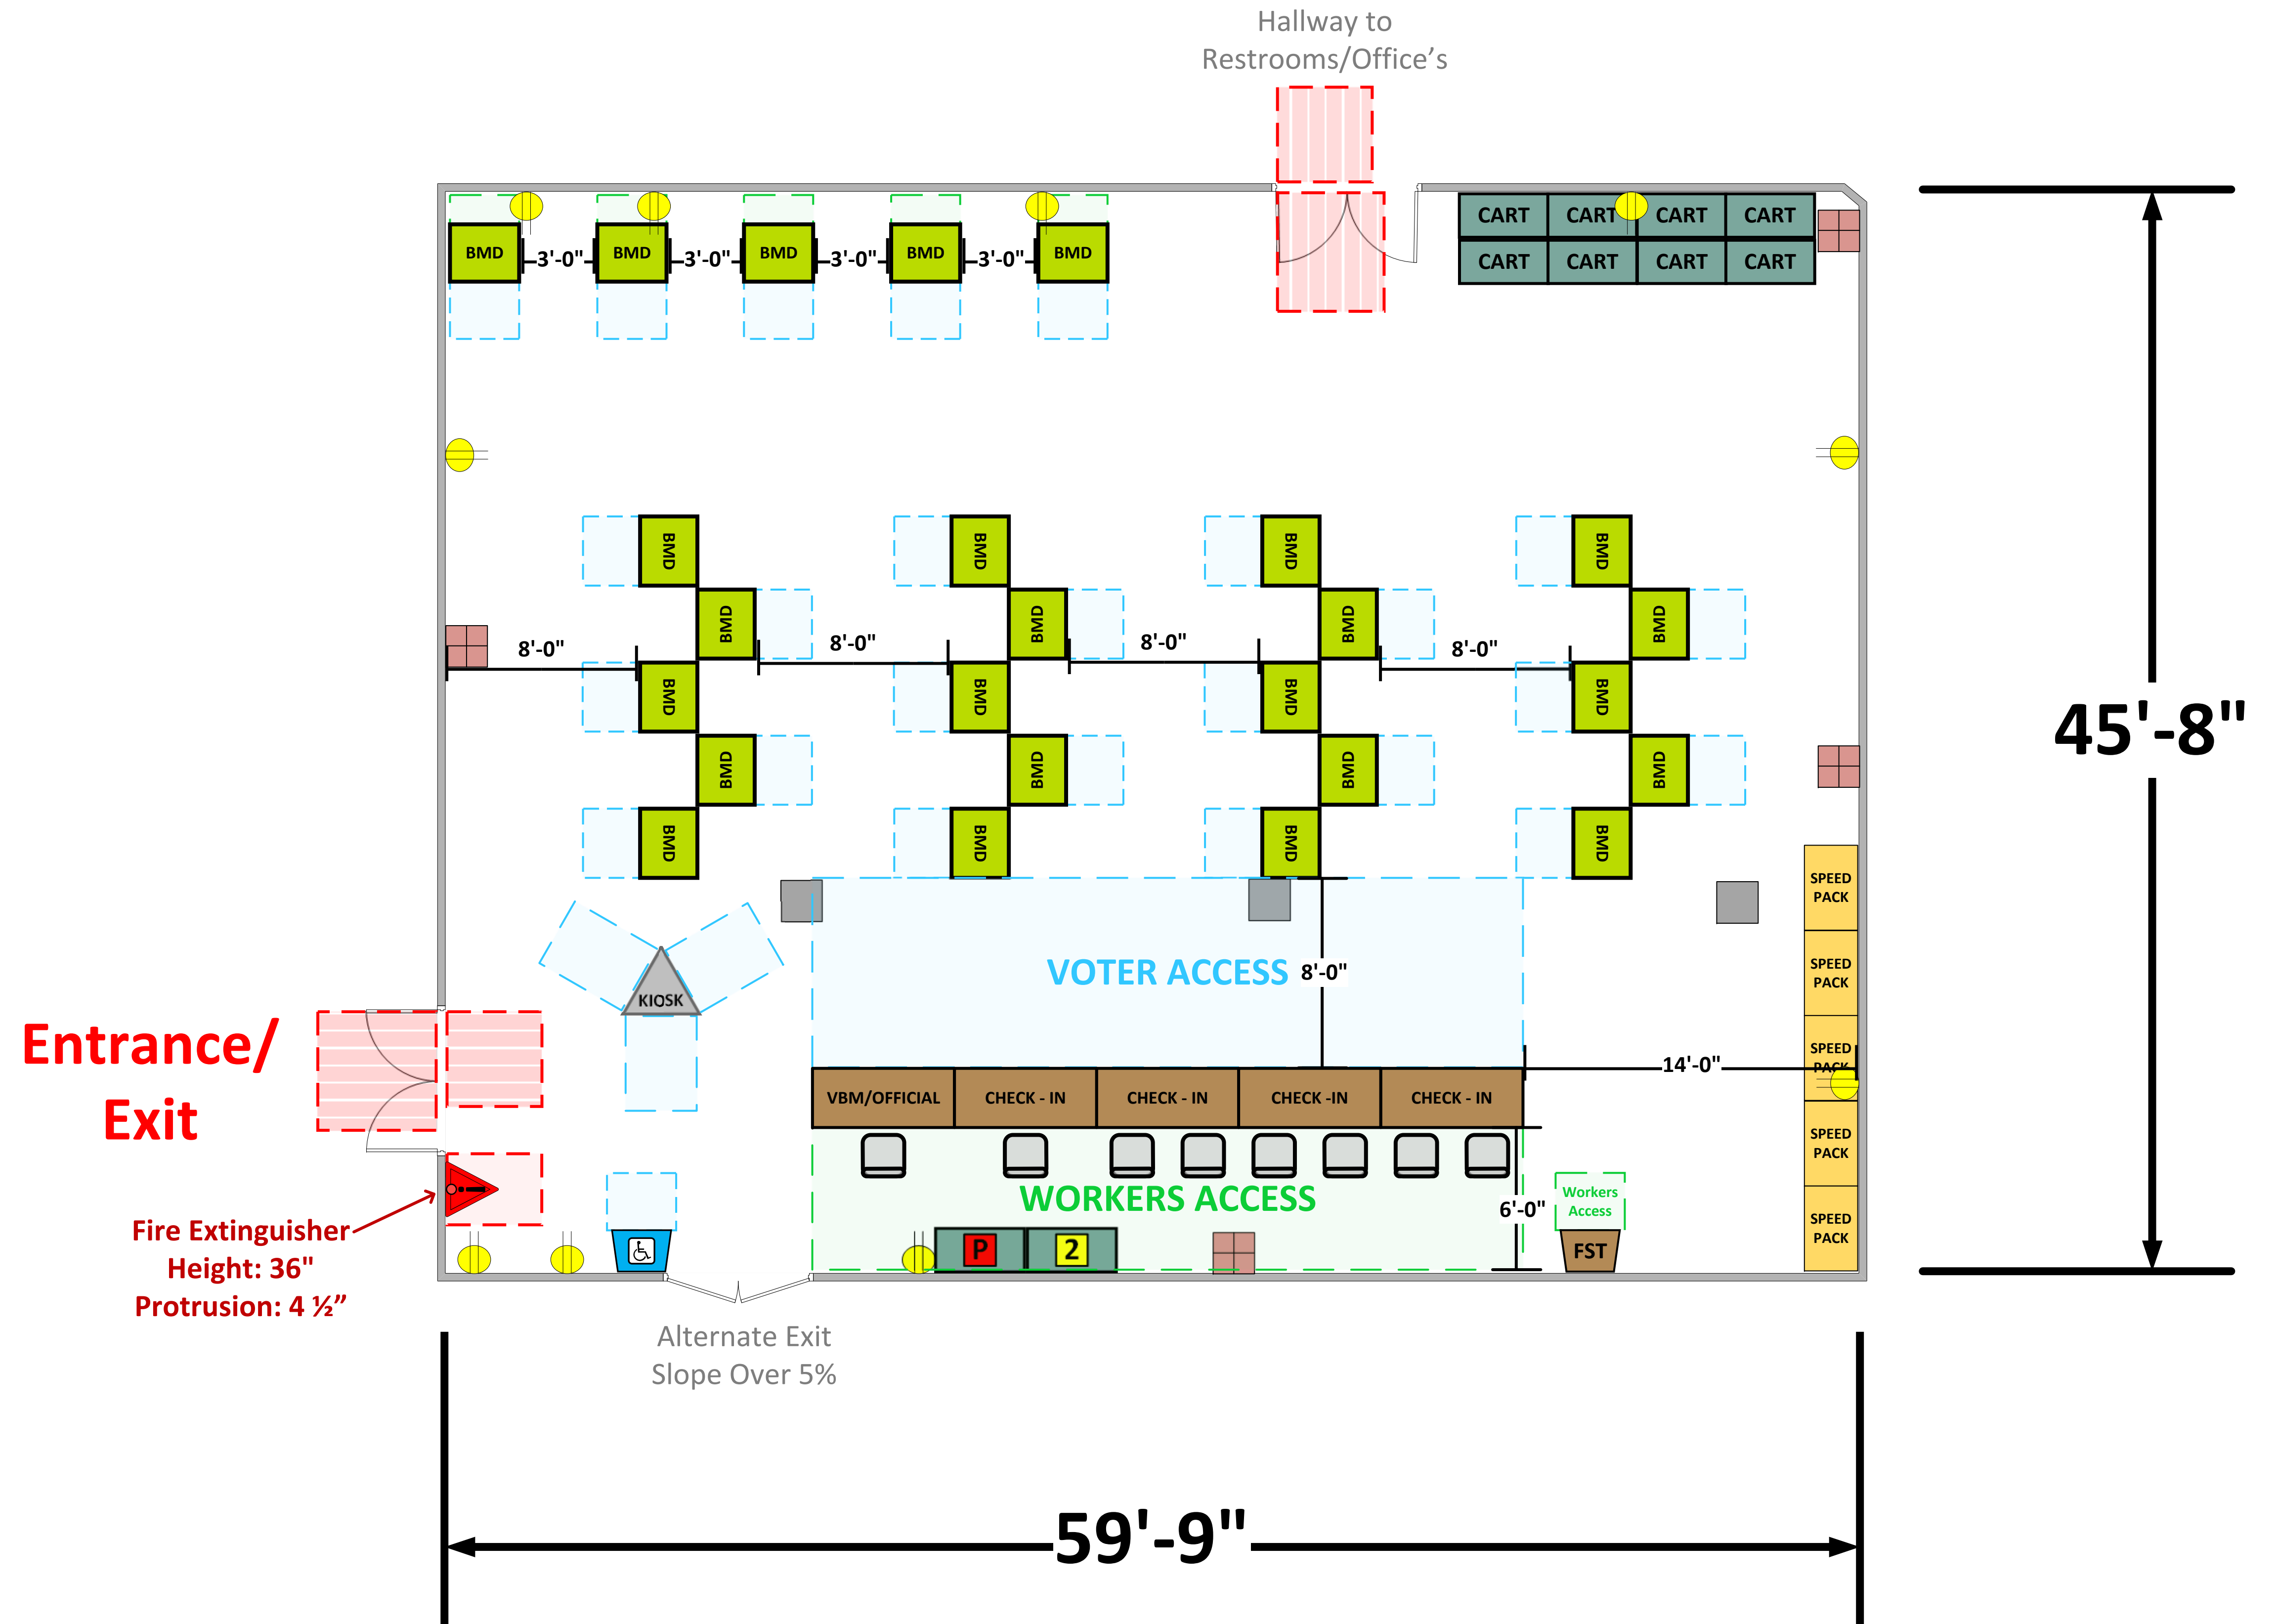 Hallway to
Restrooms/Office's
CART CART CART CART
CART CART CART CART
BMD 3'-0" BMD 3'-0" BMD 3'-0" BMD 3'-0" BMD
BMD BMD BMD BMD
BMD BMD BMD BMD
8'-0" 8'-0" 8'-0" 8'-0"
BMD BMD BMD BMD
45'-8"
BMD BMD BMD BMD
BMD BMD BMD BMD
SPEED
PACK
SPEED
PACK
VOTER ACCESS 8'-0"
KIOSK
Entrance/
Exit
SPEED
PACK
14'-0"
VBM/OFFICIAL CHECK - IN CHECK - IN CHECK -IN CHECK - IN
SPEED
PACK
WORKERS ACCESS
6'-0"
Workers
Access
SPEED
PACK
Fire Extinguisher
Height: 36"
Protrusion: 4 ½”
P 2
FST
Alternate Exit
Slope Over 5%
59'-9"